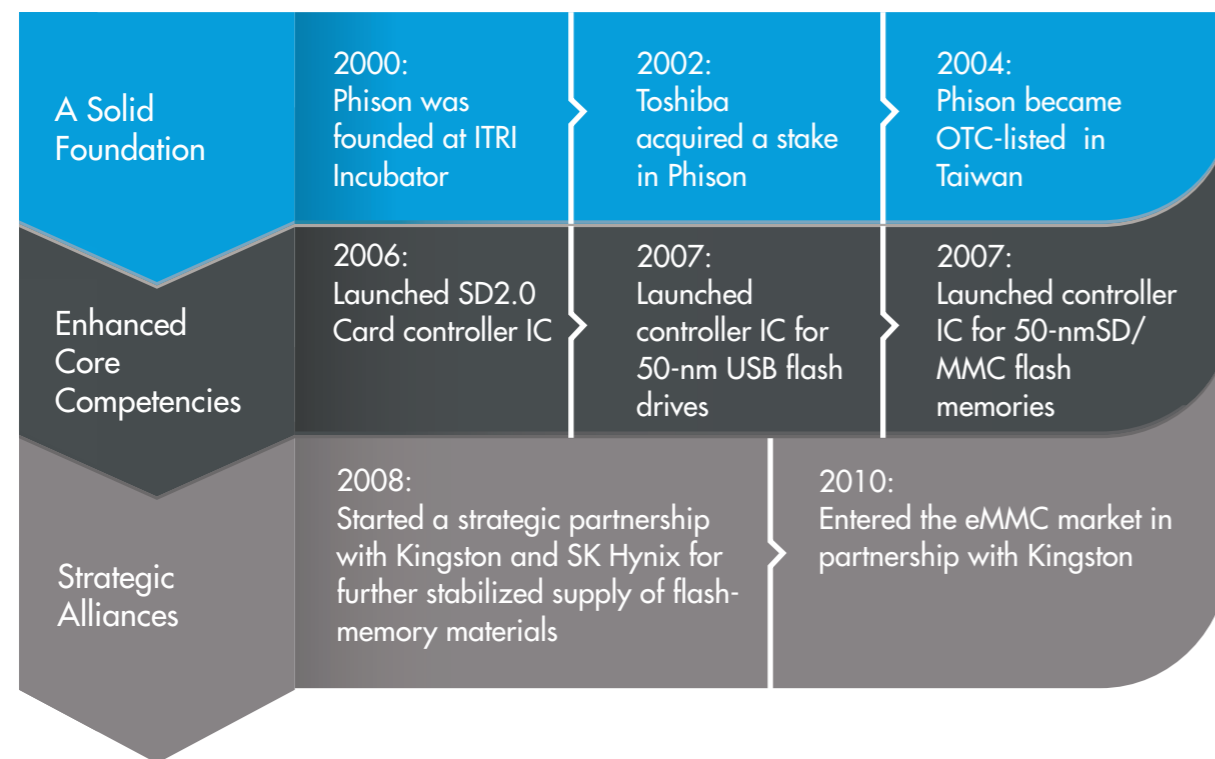 A Solid
Foundation
2000:
Phison was
founded at ITRI
Incubator
2002:
Toshiba
acquired a stake
in Phison
2004:
Phison became
OTC-listed in
Taiwan
Enhanced
Core
Competencies
2006:
Launched SD2.0
Card controller IC
2007:
Launched
controller IC for
50-nm USB flash
drives
2007:
Launched controller
IC for 50-nmSD/
MMC flash
memories
Strategic
Alliances
2008:
Started a strategic partnership
with Kingston and SK Hynix for
further stabilized supply of flash-
memory materials
2010:
Entered the eMMC market in
partnership with Kingston